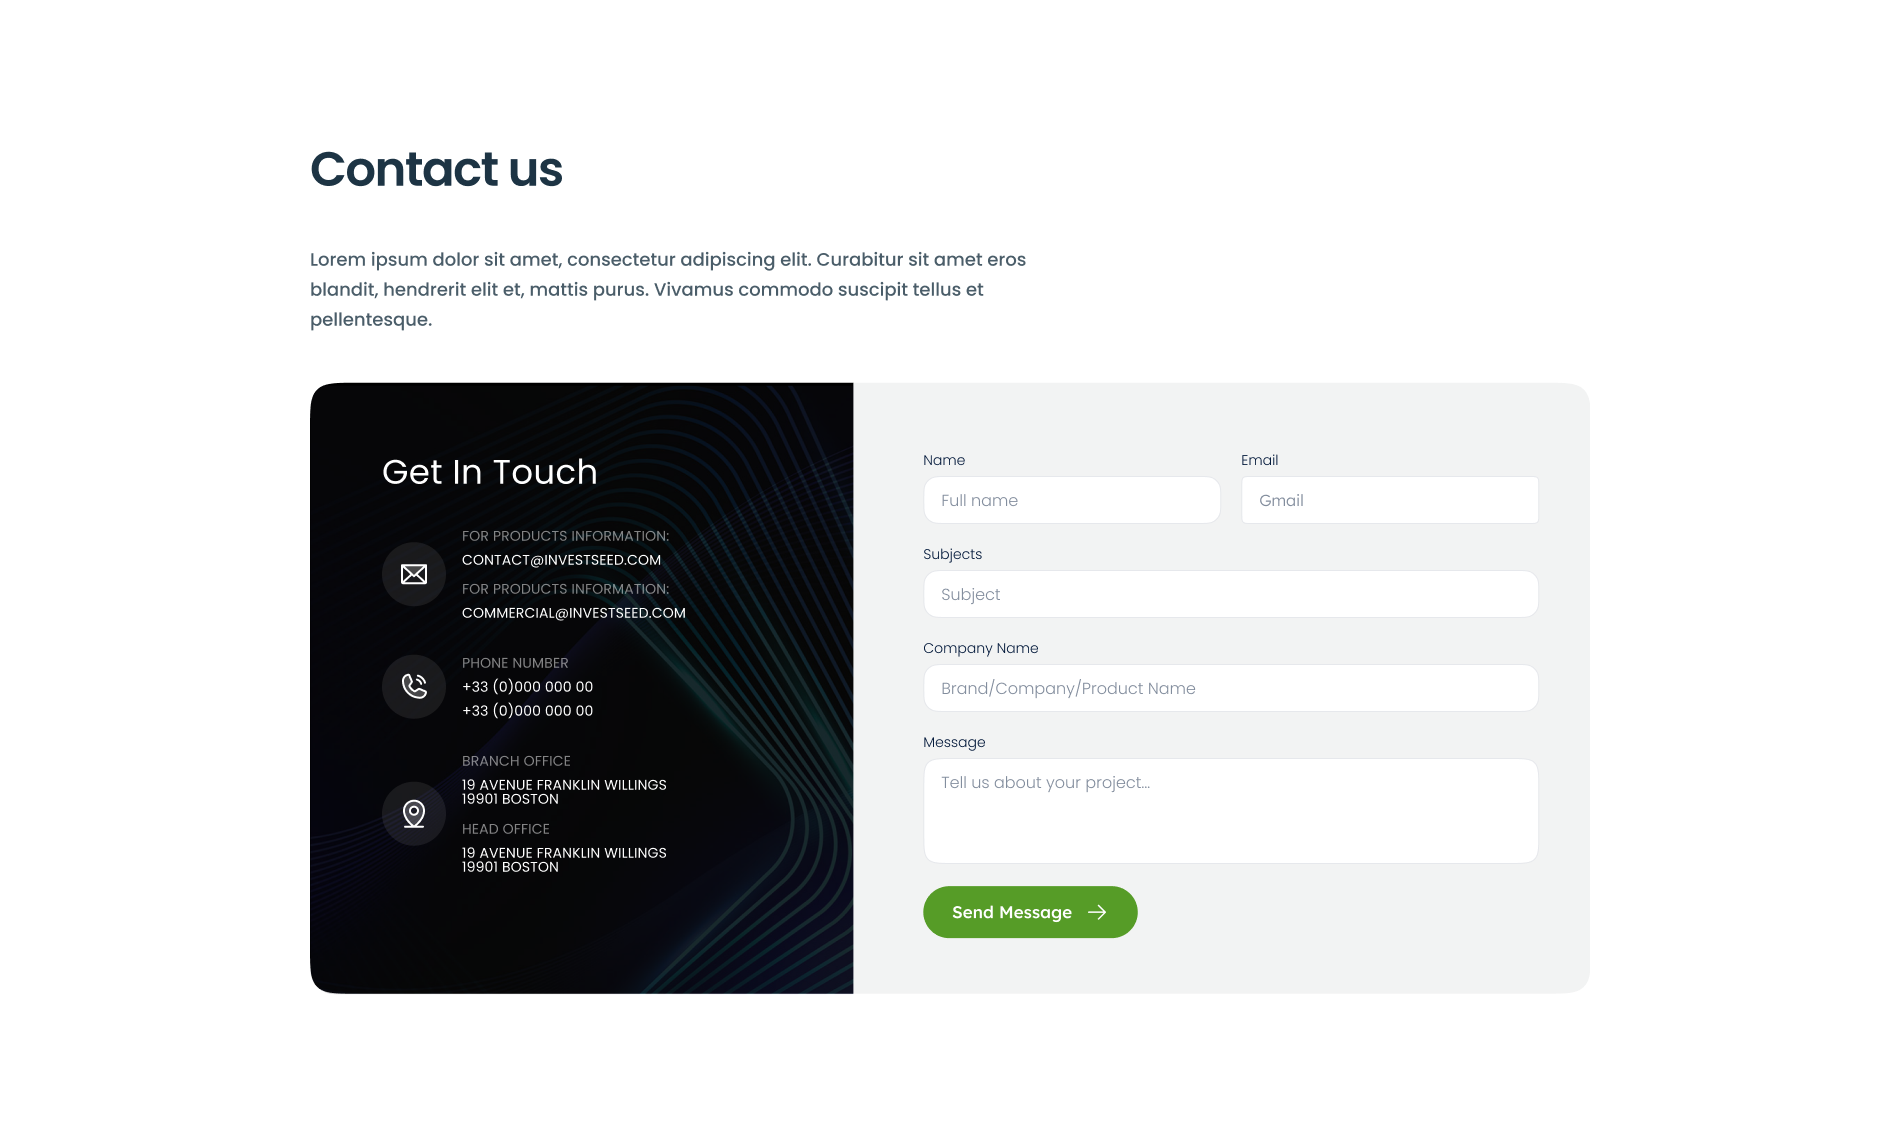 Contact us
Lorem ipsum dolor sit amet, consectetur adipiscing elit. Curabitur sit amet eros
blandit, hendrerit elit et, mattis purus. Vivamus commodo suscipit tellus et
pellentesque.
Get In Touch
FOR PRODUCTS INFORMATION:
CONTACT@INVESTSEED.COM
FOR PRODUCTS INFORMATION:
COMMERCIAL@INVESTSEED.COM
PHONE NUMBER
+33 (0)000 000 00
+33 (0)000 000 00
BRANCH OFFICE
19 AVENUE FRANKLIN WILLINGS
19901 BOSTON
HEAD OFFICE
19 AVENUE FRANKLIN WILLINGS
19901 BOSTON
Name
Full name
Email
Gmail
Subjects
Subject
Company Name
Brand/Company/Product Name
Message
Tell us about your project...
Send Message